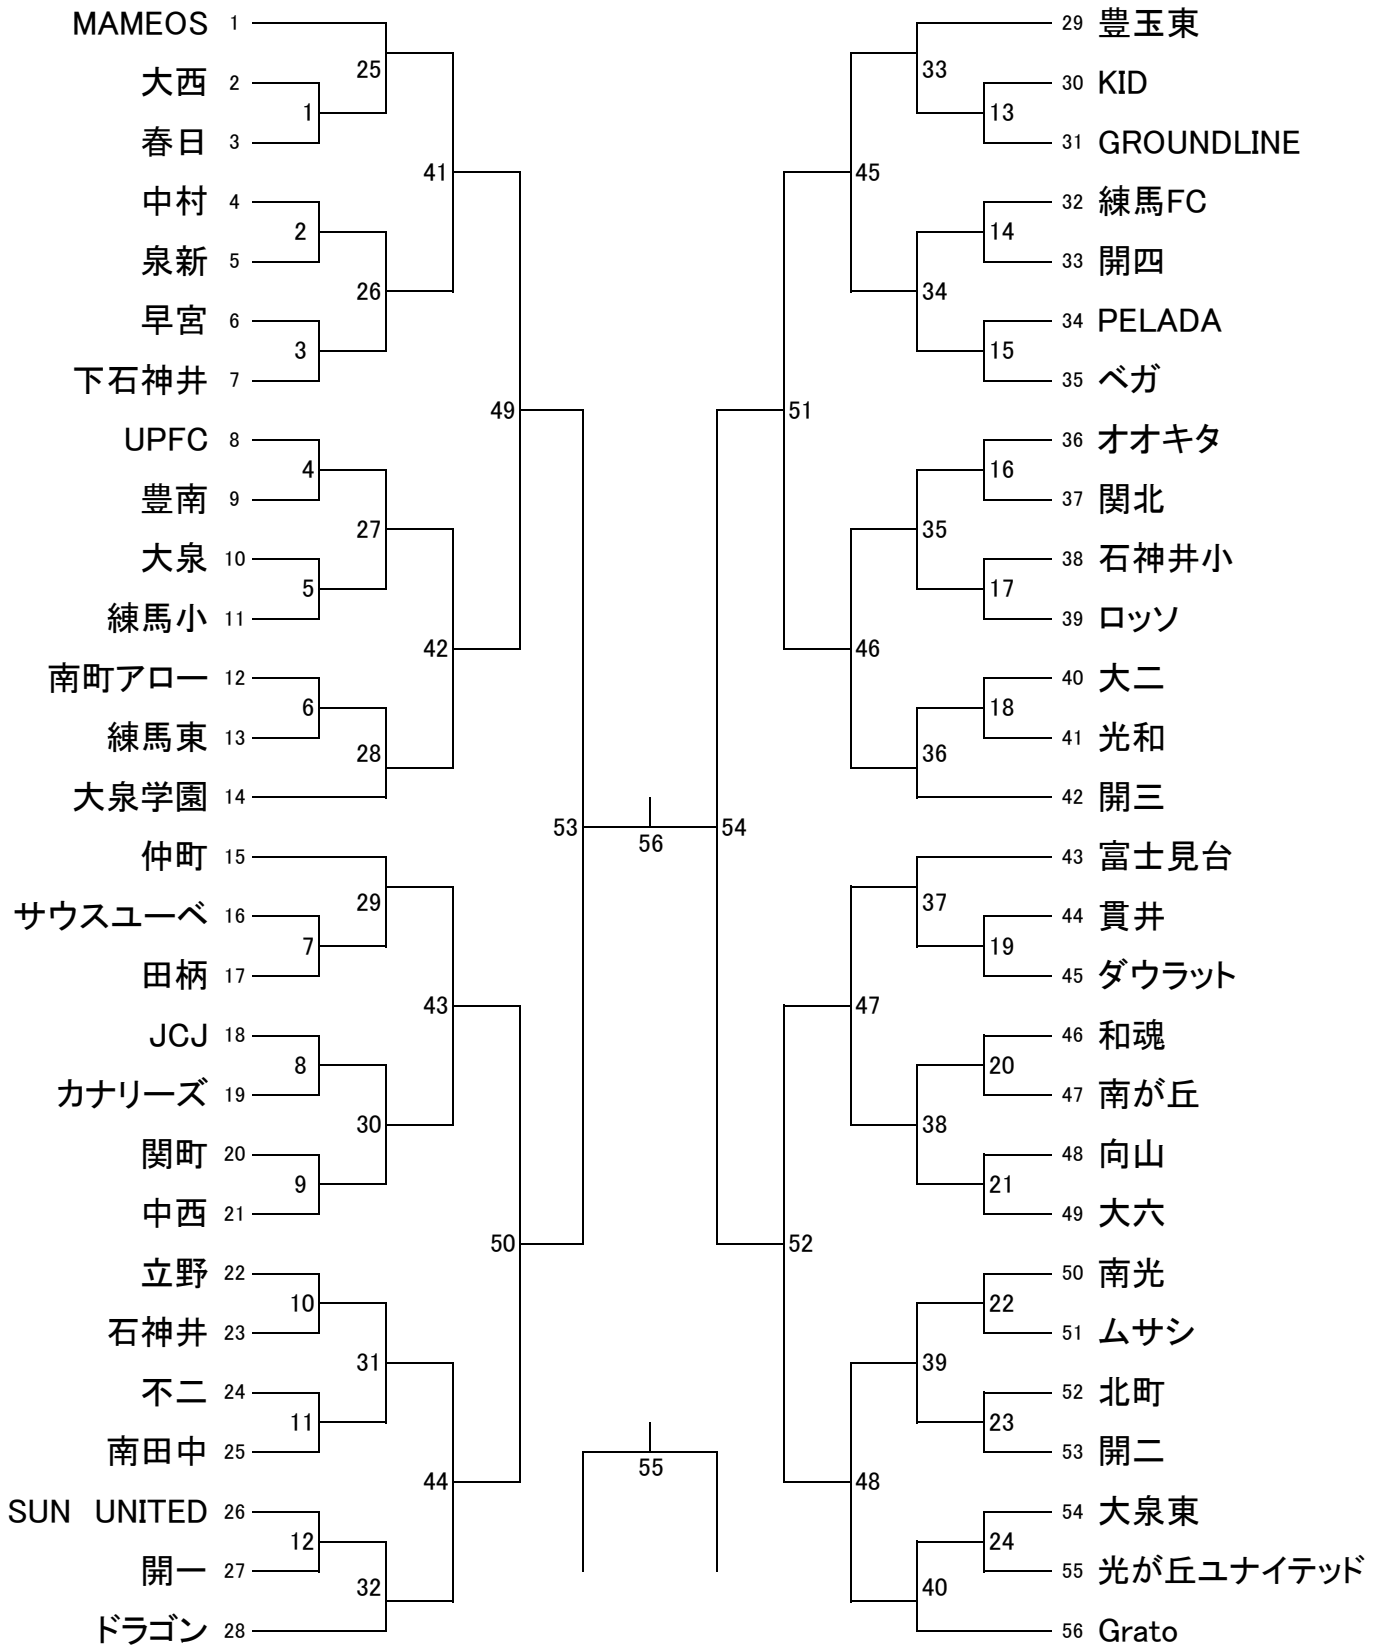 MAMEOS 1
25
大西 2
1
春日 3
41
中村 4
2
泉新 5
26
早宮 6
3
下石神井 7
49
UPFC 8
4
豊南 9
27
大泉 10
5
練馬小 11
42
南町アロー 12
6
練馬東 13
28
大泉学園 14
53
仲町 15
29
サウスユーベ 16
7
田柄 17
43
JCJ 18
8
カナリーズ 19
30
関町 20
9
中西 21
50
立野 22
10
石神井 23
31
不二 24
11
南田中 25
44
SUN UNITED 26
12
開一 27
32
ドラゴン 28
56
55
29 豊玉東
33
30 KID
13
31 GROUNDLINE
45
32 練馬FC
14
33 開四
34
34 PELADA
15
35 ベガ
51
36 オオキタ
16
37 関北
35
38 石神井小
17
39 ロッソ
46
40 大二
18
41 光和
36
42 開三
54
43 富士見台
37
44 貫井
19
45 ダウラット
47
46 和魂
20
47 南が丘
38
48 向山
21
49 大六
52
50 南光
22
51 ムサシ
39
52 北町
23
53 開二
48
54 大泉東
24
55 光が丘ユナイテッド
40
56 Grato